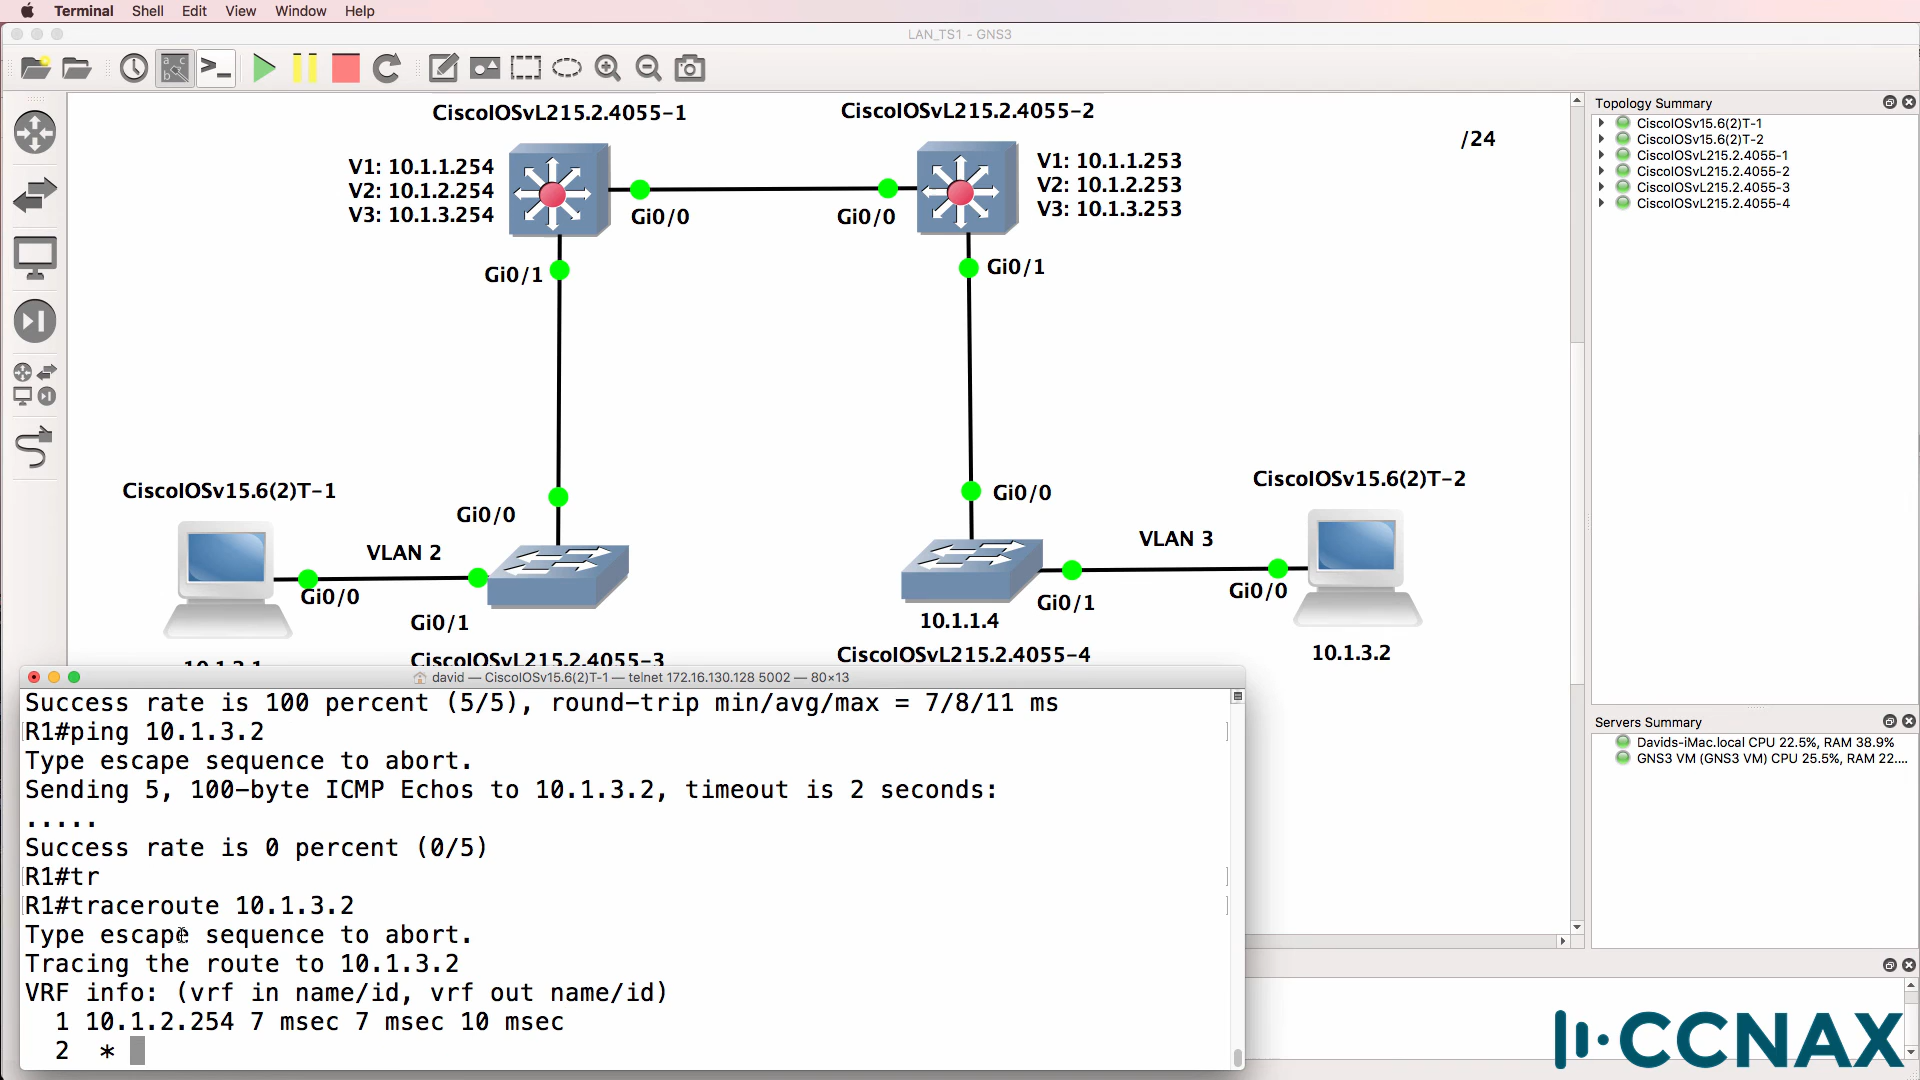 Terminal Shell Edit View Window Help
LAN_TS1 - GNS3
CiscoIOSvL215.2.4055-1
CiscoIOSvL215.2.4055-2
/24
V1: 10.1.1.254
V2: 10.1.2.254
V3: 10.1.3.254
V1: 10.1.1.253
V2: 10.1.2.253
V3: 10.1.3.253
Gi0/0
Gi0/0
Gi0/1
Gi0/1
CiscoIOSv15.6(2)T-1
Gi0/0
VLAN 2
Gi0/0
Gi0/1
Gi0/0
CiscoIOSv15.6(2)T-2
VLAN 3
Gi0/0
Gi0/1
10.1.1.4
10.1.3.2
CiscoIOSvL215.2.4055-3
CiscoIOSvL215.2.4055-4
Topology Summary
CiscoIOSv15.6(2)T-1
CiscoIOSv15.6(2)T-2
CiscoIOSvL215.2.4055-1
CiscoIOSvL215.2.4055-2
CiscoIOSvL215.2.4055-3
CiscoIOSvL215.2.4055-4
Servers Summary
Davids-iMac.local CPU 22.5%, RAM 38.9%
GNS3 VM (GNS3 VM) CPU 25.5%, RAM 22....
david — CiscoIOSv15.6(2)T-1 — telnet 172.16.130.128 5002 — 80×13
Success rate is 100 percent (5/5), round-trip min/avg/max = 7/8/11 ms
R1#ping 10.1.3.2
Type escape sequence to abort.
Sending 5, 100-byte ICMP Echos to 10.1.3.2, timeout is 2 seconds:
.....
Success rate is 0 percent (0/5)
R1#tr
R1#traceroute 10.1.3.2
Type escape sequence to abort.
Tracing the route to 10.1.3.2
VRF info: (vrf in name/id, vrf out name/id)
1 10.1.2.254 7 msec 7 msec 10 msec
2 *
CCNAX